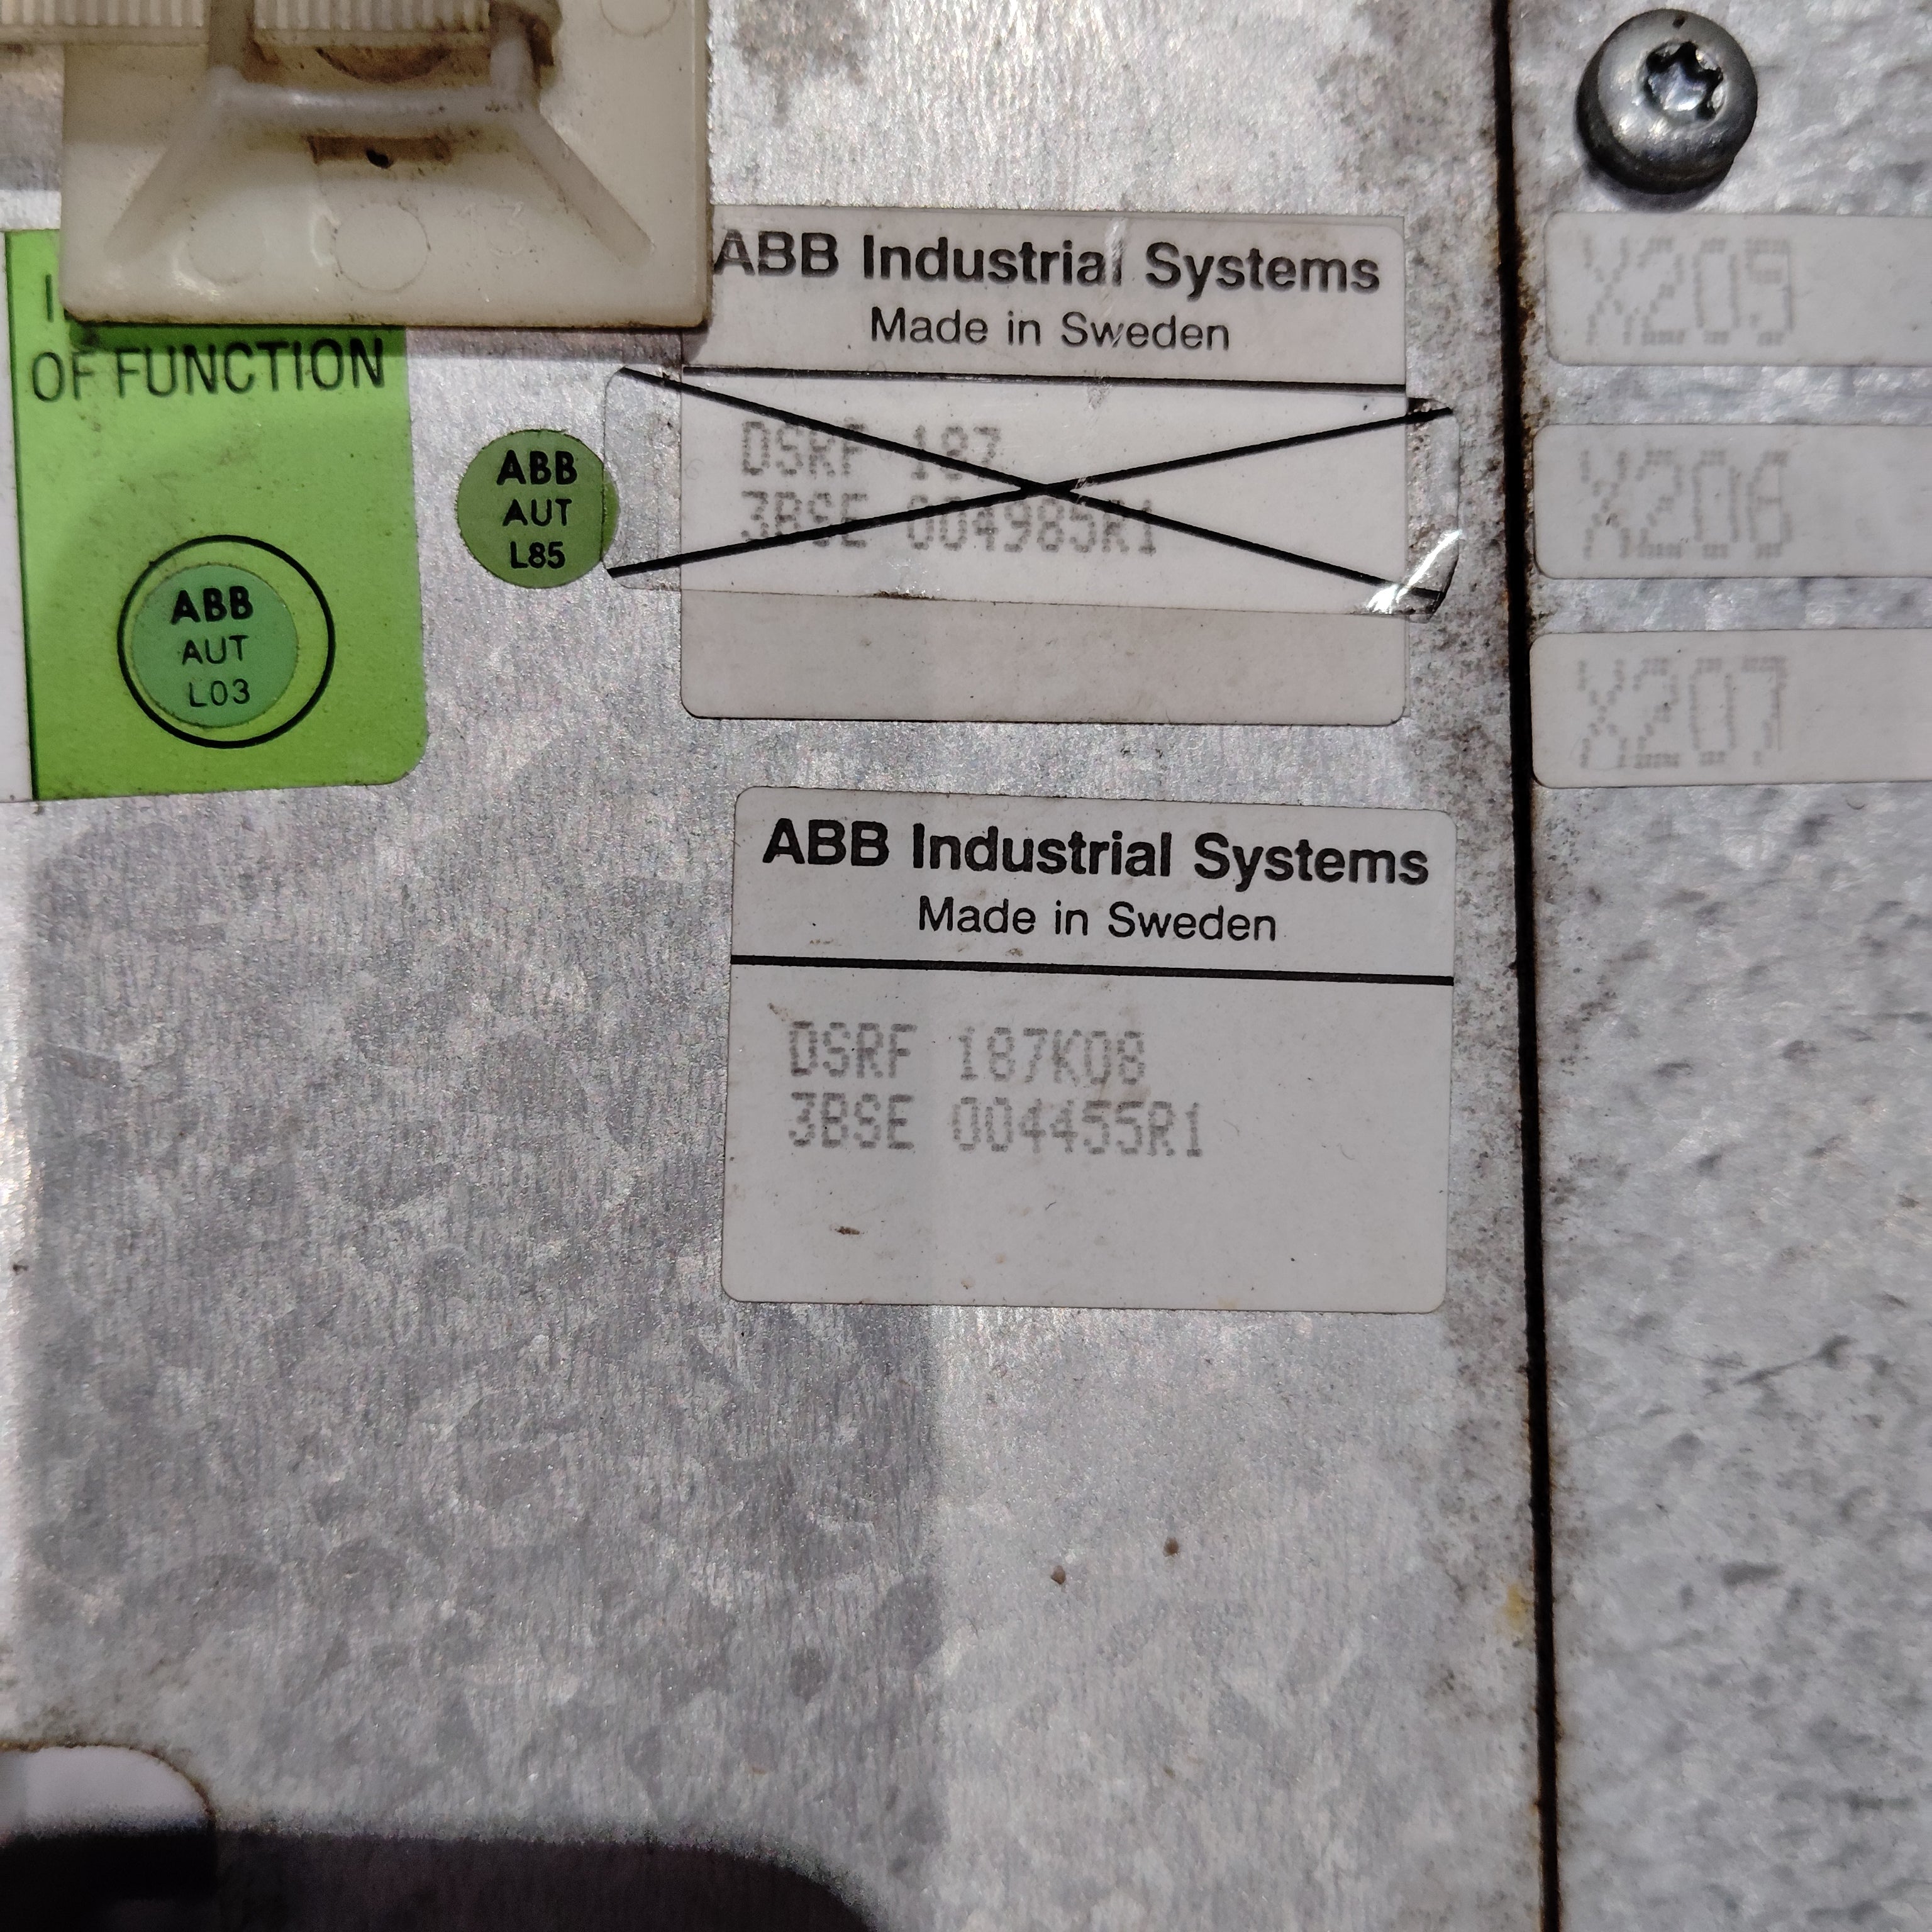 OF FUNCTION
ABB
AUT
L03
ABB
AUT
L85
ABB Industrial Systems
Made in Sweden
DSRF 187
3BSE 004985R1
ABB Industrial Systems
Made in Sweden
DSRF 187K08
3BSE 004455R1
X209
X208
X207